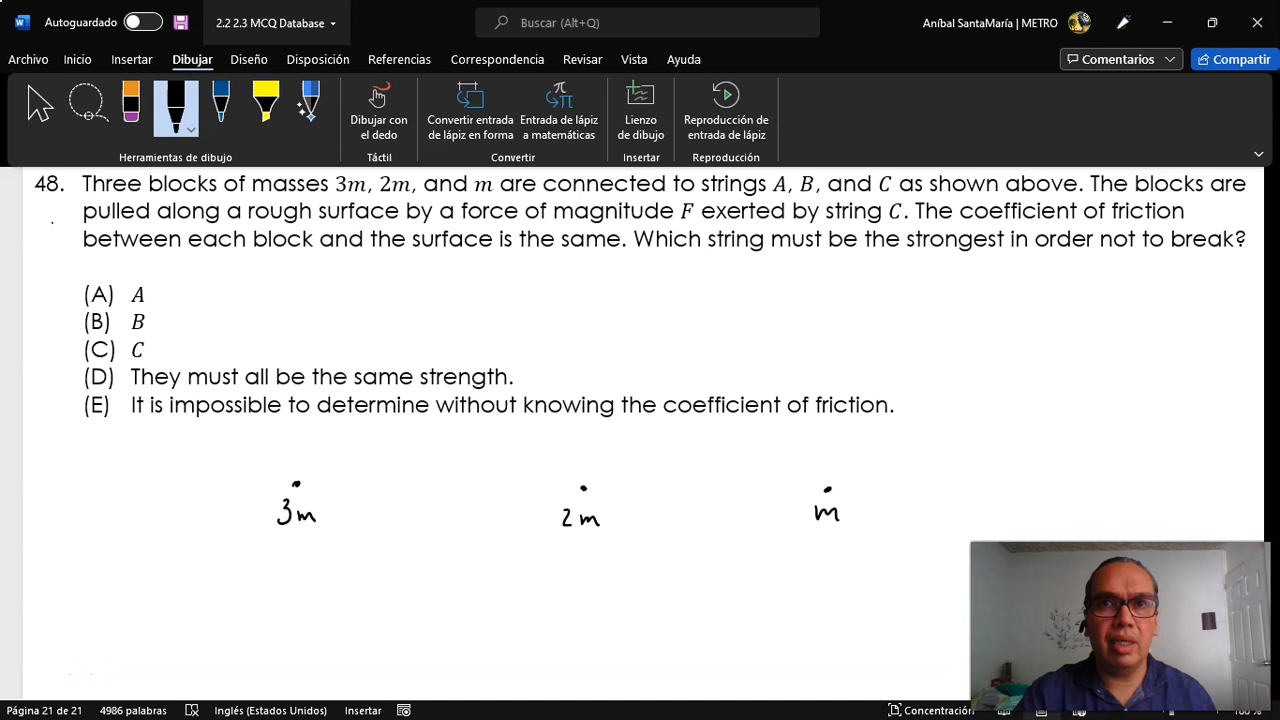 Autoguardado
2.2 2.3 MCQ Database
Buscar (Alt+Q)
Aníbal SantaMaría | METRO
Archivo Inicio Insertar Dibujar Diseño Disposición Referencias Correspondencia Revisar Vista Ayuda Comentarios Compartir
Dibujar con el dedo
Convertir entrada de lápiz en forma
Entrada de lápiz a matemáticas
Lienzo de dibujo
Reproducción de entrada de lápiz
Herramientas de dibujo Táctil Convertir Insertar Reproducción
48. Three blocks of masses 3m, 2m, and m are connected to strings A, B, and C as shown above. The blocks are
pulled along a rough surface by a force of magnitude F exerted by string C. The coefficient of friction
between each block and the surface is the same. Which string must be the strongest in order not to break?
(A) A
(B) B
(C) C
(D) They must all be the same strength.
(E) It is impossible to determine without knowing the coefficient of friction.
3m 2m m
Página 21 de 21 4986 palabras Inglés (Estados Unidos) Insertar Concentración